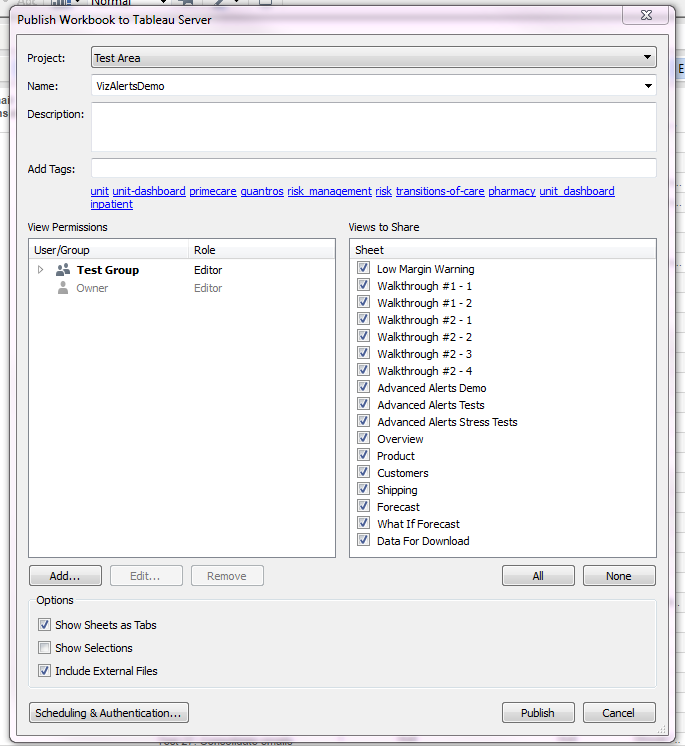 Normal
Publish Workbook to Tableau Server
Project: Test Area
Name: VizAlertsDemo
Description:
Add Tags:
unit unit-dashboard primecare quantros risk_management risk transitions-of-care pharmacy unit_dashboard
inpatient
View Permissions
User/Group Role
Test Group Editor
Owner Editor
Views to Share
Sheet
Low Margin Warning
Walkthrough #1 - 1
Walkthrough #1 - 2
Walkthrough #2 - 1
Walkthrough #2 - 2
Walkthrough #2 - 3
Walkthrough #2 - 4
Advanced Alerts Demo
Advanced Alerts Tests
Advanced Alerts Stress Tests
Overview
Product
Customers
Shipping
Forecast
What If Forecast
Data For Download
Add... Edit... Remove All None
Options
Show Sheets as Tabs
Show Selections
Include External Files
Scheduling & Authentication... Publish Cancel